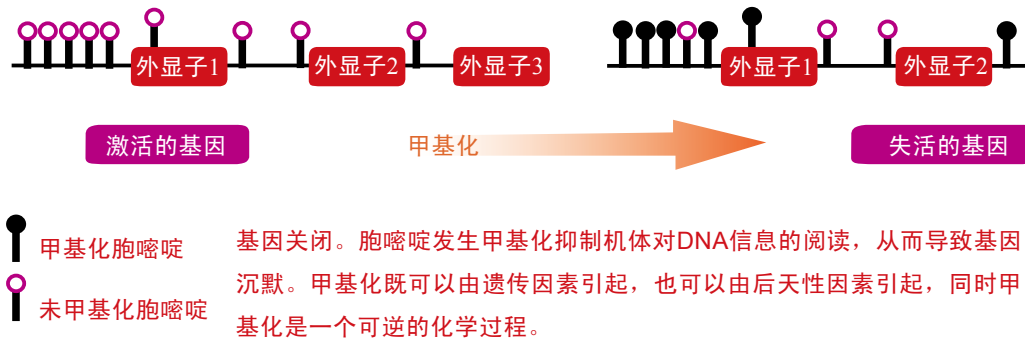 外显子1 外显子2 外显子3 外显子1 外显子2
激活的基因 甲基化 失活的基因
甲基化胞嘧啶
未甲基化胞嘧啶
基因关闭。胞嘧啶发生甲基化抑制机体对DNA信息的阅读，从而导致基因
沉默。甲基化既可以由遗传因素引起，也可以由后天性因素引起，同时甲
基化是一个可逆的化学过程。